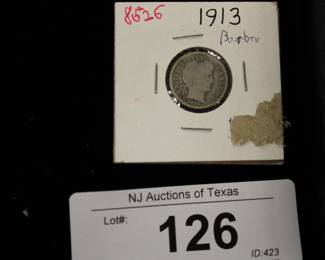 8526 1913
Barber
NJ Auctions of Texas
Lot#:
126
ID:423